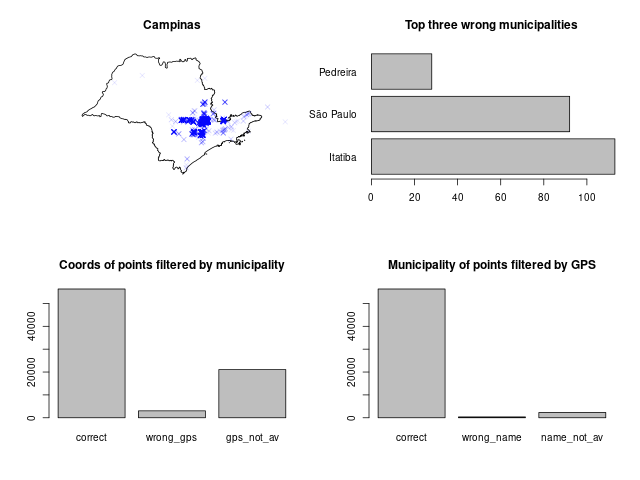 Campinas
Top three wrong municipalities
Pedreira
São Paulo
Itatiba
0 20 40 60 80 100
Coords of points filtered by municipality
0 20000 40000
correct wrong_gps gps_not_av
Municipality of points filtered by GPS
0 20000 40000
correct wrong_name name_not_av